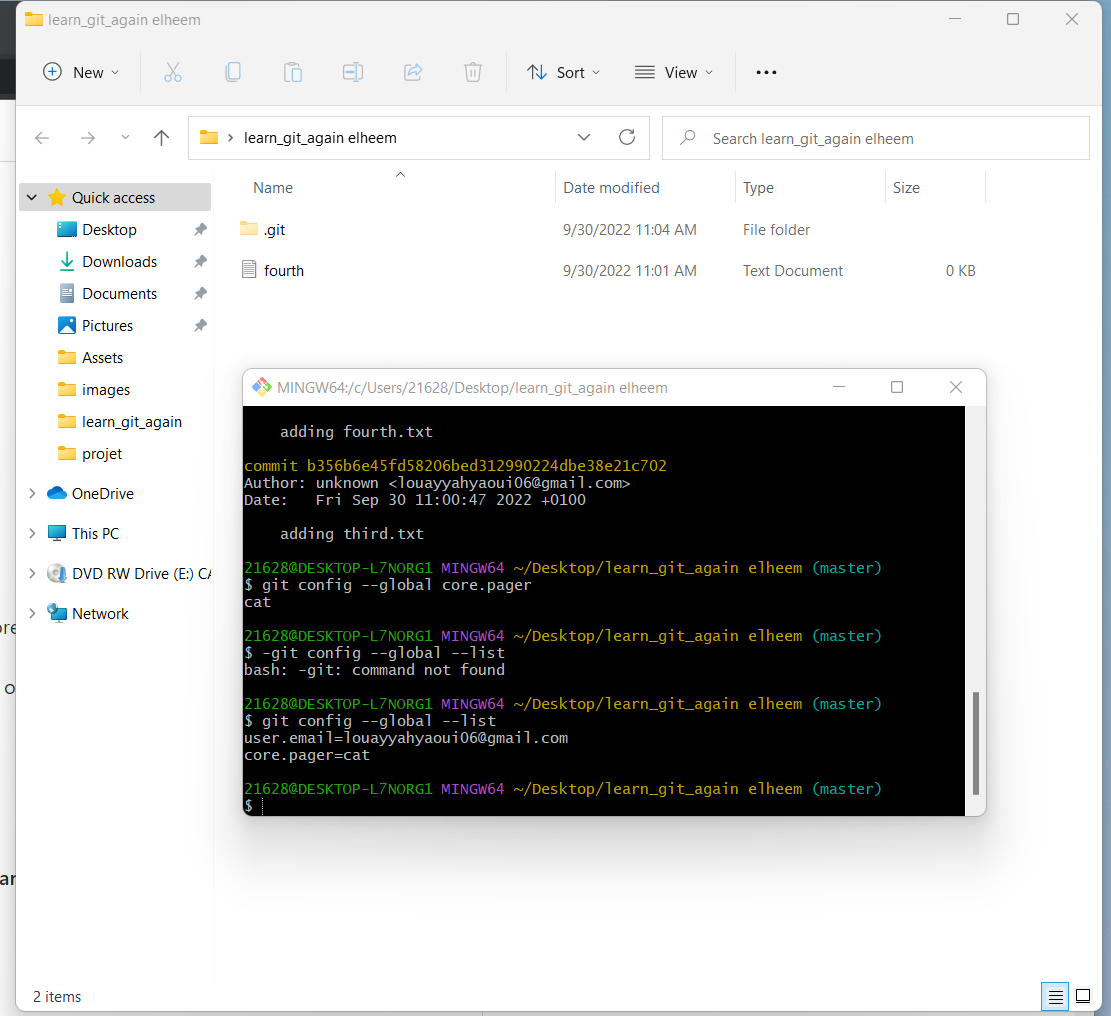 learn_git_again elheem
New
Sort
View
learn_git_again elheem
Search learn_git_again elheem
Name
Date modified
Type
Size
Quick access
.git
9/30/2022 11:04 AM
File folder
fourth
9/30/2022 11:01 AM
Text Document
0 KB
Desktop
Downloads
Documents
Pictures
Assets
images
learn_git_again
projet
OneDrive
This PC
DVD RW Drive (E:) CA
Network
MINGW64:/c/Users/21628/Desktop/learn_git_again elheem
adding fourth.txt
commit b356b6e45fd58206bed312990224dbe38e21c702
Author: unknown <louayyahyaoui06@gmail.com>
Date:   Fri Sep 30 11:00:47 2022 +0100
adding third.txt
21628@DESKTOP-L7NORG1 MINGW64 ~/Desktop/learn_git_again elheem (master)
$ git config --global core.pager
cat
21628@DESKTOP-L7NORG1 MINGW64 ~/Desktop/learn_git_again elheem (master)
$ -git config --global --list
bash: -git: command not found
21628@DESKTOP-L7NORG1 MINGW64 ~/Desktop/learn_git_again elheem (master)
$ git config --global --list
user.email=louayyahyaoui06@gmail.com
core.pager=cat
21628@DESKTOP-L7NORG1 MINGW64 ~/Desktop/learn_git_again elheem (master)
$
2 items